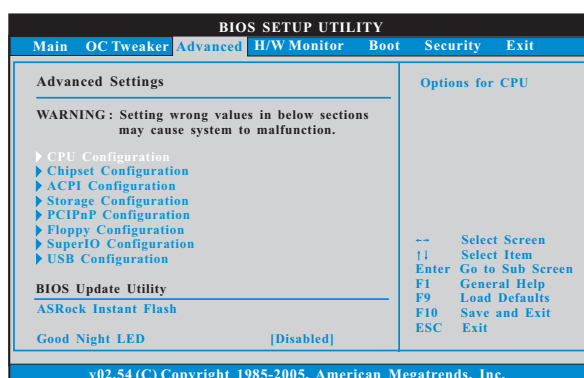 BIOS SETUP UTILITY
Main OC Tweaker Advanced H/W Monitor Boot Security Exit
Advanced Settings
WARNING : Setting wrong values in below sections
may cause system to malfunction.
CPU Configuration
Chipset Configuration
ACPI Configuration
Storage Configuration
PCIPnP Configuration
Floppy Configuration
SuperIO Configuration
USB Configuration
BIOS Update Utility
ASRock Instant Flash
Good Night LED [Disabled]
Options for CPU
←→ Select Screen
↑↓ Select Item
Enter Go to Sub Screen
F1 General Help
F9 Load Defaults
F10 Save and Exit
ESC Exit
v02.54 (C) Copyright 1985-2005, American Megatrends, Inc.